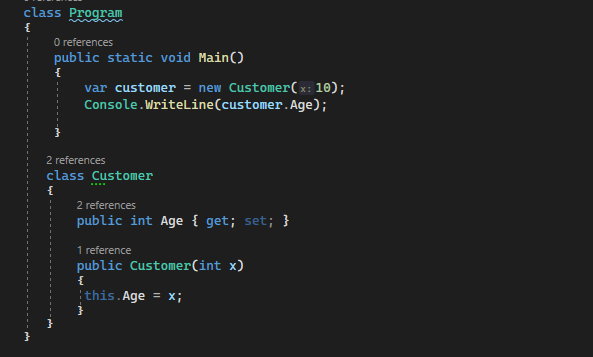 class Program
{
0 references
public static void Main()
{
var customer = new Customer(x:10);
Console.WriteLine(customer.Age);
}
2 references
class Customer
{
2 references
public int Age { get; set; }
1 reference
public Customer(int x)
{
this.Age = x;
}
}
}